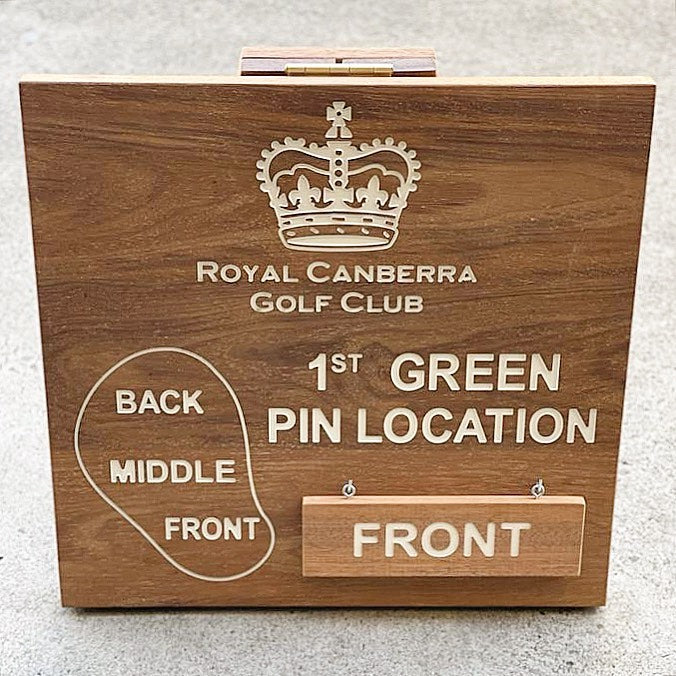 ROYAL CANBERRA
GOLF CLUB
1ST GREEN
PIN LOCATION
BACK
MIDDLE
FRONT
FRONT